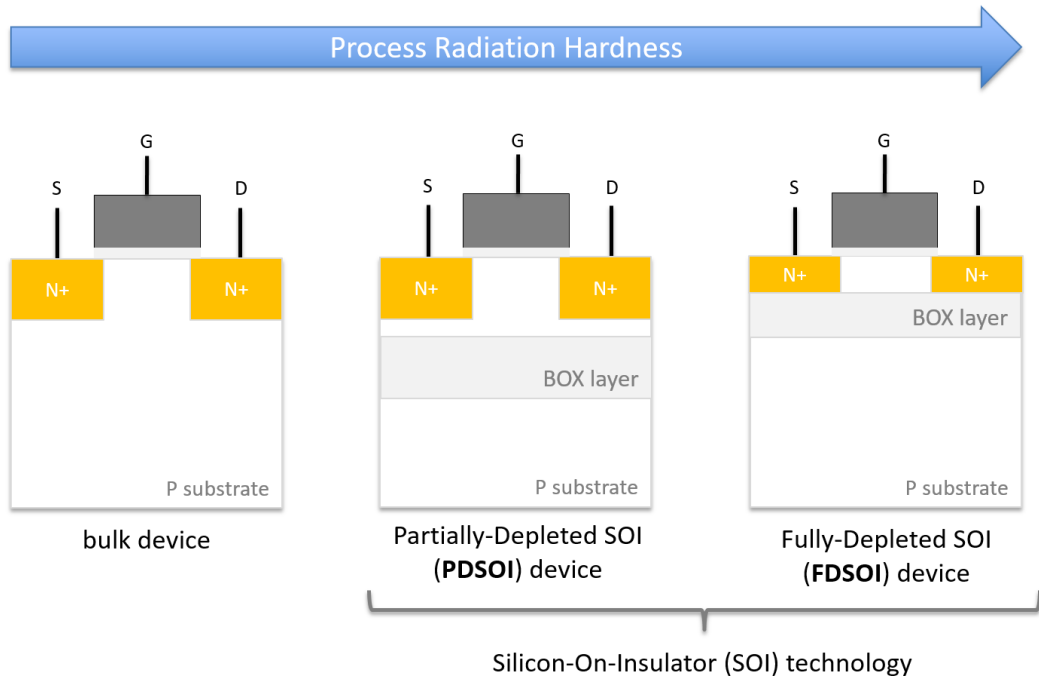 Process Radiation Hardness
G
S
D
N+
N+
P substrate
bulk device
G
S
D
N+
N+
BOX layer
P substrate
Partially-Depleted SOI
(PDSOI) device
G
S
D
N+
N+
BOX layer
P substrate
Fully-Depleted SOI
(FDSOI) device
Silicon-On-Insulator (SOI) technology